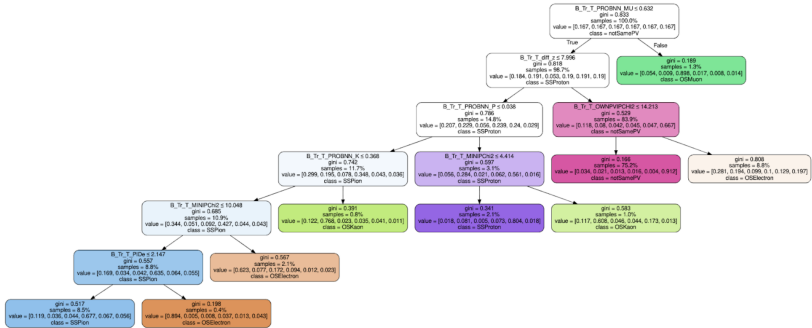 B_Tr_T_PROBNN_MU ≤ 0.632
gini = 0.833
samples = 100.0%
value = [0.167, 0.167, 0.167, 0.167, 0.167, 0.167]
class = notSamePV
True
False
B_Tr_T_diff_z ≤ 7.996
gini = 0.818
samples = 98.7%
value = [0.184, 0.191, 0.053, 0.19, 0.191, 0.19]
class = SSProton
gini = 0.189
samples = 1.3%
value = [0.054, 0.009, 0.898, 0.017, 0.008, 0.014]
class = OSMuon
B_Tr_T_PROBNN_P ≤ 0.038
gini = 0.786
samples = 14.8%
value = [0.207, 0.229, 0.056, 0.239, 0.24, 0.029]
class = SSProton
B_Tr_T_OWNPVIPCHI2 ≤ 14.213
gini = 0.529
samples = 83.9%
value = [0.118, 0.08, 0.042, 0.045, 0.047, 0.667]
class = notSamePV
B_Tr_T_PROBNN_K ≤ 0.368
gini = 0.742
samples = 11.7%
value = [0.299, 0.195, 0.078, 0.348, 0.043, 0.036]
class = SSPion
B_Tr_T_MINIPChi2 ≤ 4.414
gini = 0.597
samples = 3.1%
value = [0.056, 0.284, 0.021, 0.062, 0.561, 0.016]
class = SSProton
gini = 0.166
samples = 75.2%
value = [0.034, 0.021, 0.013, 0.016, 0.004, 0.912]
class = notSamePV
gini = 0.808
samples = 8.8%
value = [0.281, 0.194, 0.099, 0.1, 0.129, 0.197]
class = OSElectron
B_Tr_T_MINIPChi2 ≤ 10.048
gini = 0.685
samples = 10.9%
value = [0.344, 0.051, 0.092, 0.427, 0.044, 0.043]
class = SSPion
gini = 0.391
samples = 0.8%
value = [0.122, 0.768, 0.023, 0.035, 0.041, 0.011]
class = OSKaon
gini = 0.341
samples = 2.1%
value = [0.018, 0.081, 0.005, 0.073, 0.804, 0.018]
class = SSProton
gini = 0.583
samples = 1.0%
value = [0.117, 0.608, 0.046, 0.044, 0.173, 0.013]
class = OSKaon
B_Tr_T_PIDe ≤ 2.147
gini = 0.557
samples = 8.8%
value = [0.169, 0.034, 0.042, 0.635, 0.064, 0.055]
class = SSPion
gini = 0.567
samples = 2.1%
value = [0.623, 0.077, 0.172, 0.094, 0.012, 0.023]
class = OSElectron
gini = 0.517
samples = 8.5%
value = [0.119, 0.036, 0.044, 0.677, 0.067, 0.056]
class = SSPion
gini = 0.198
samples = 0.4%
value = [0.894, 0.005, 0.008, 0.037, 0.013, 0.043]
class = OSElectron